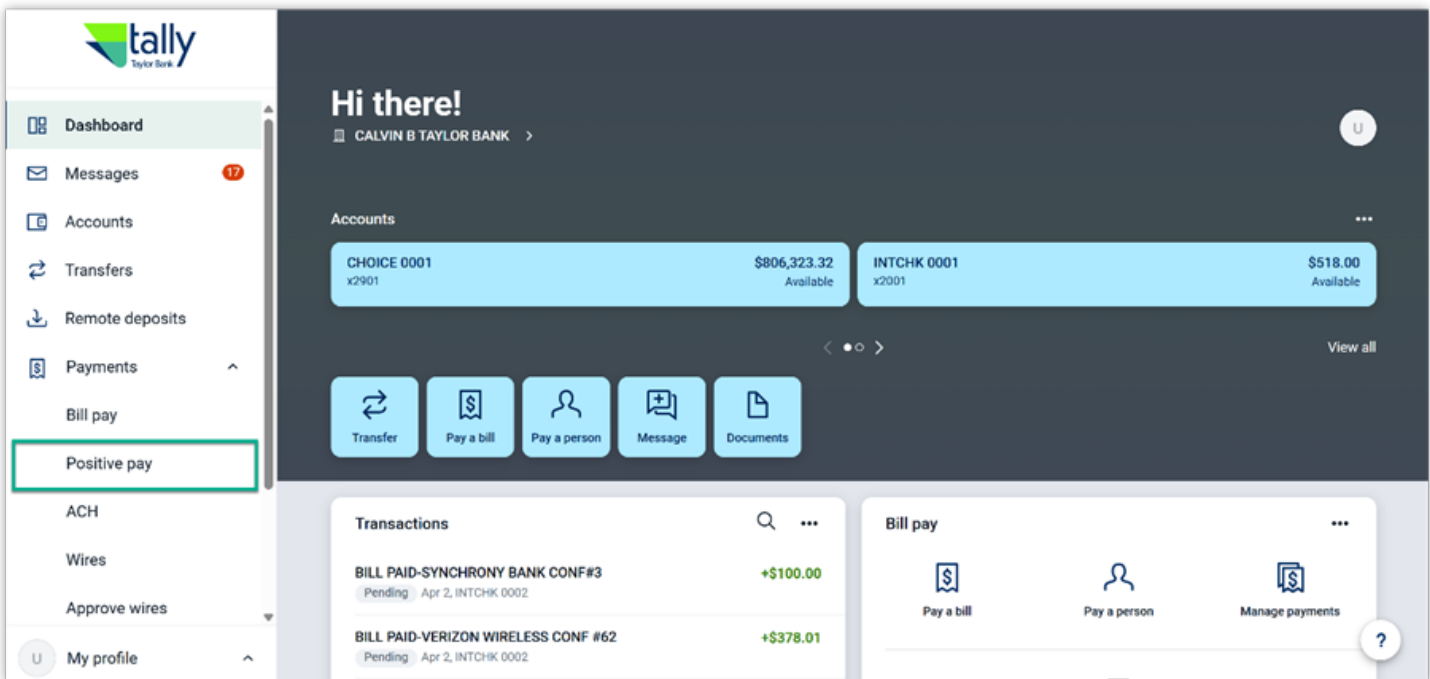 tally
Taylor Bank
Dashboard
Messages 17
Accounts
Transfers
Remote deposits
Payments
Bill pay
Positive pay
ACH
Wires
Approve wires
U My profile
Hi there!
CALVIN B TAYLOR BANK
U
Accounts
CHOICE 0001 $806,323.32
x2901 Available
INTCHK 0001 $518.00
x2001 Available
View all
Transfer
Pay a bill
Pay a person
Message
Documents
Transactions
BILL PAID-SYNCHRONY BANK CONF#3 +$100.00
Pending Apr 2, INTCHK 0002
BILL PAID-VERIZON WIRELESS CONF #62 +$378.01
Pending Apr 2, INTCHK 0002
Bill pay
Pay a bill
Pay a person
Manage payments
?